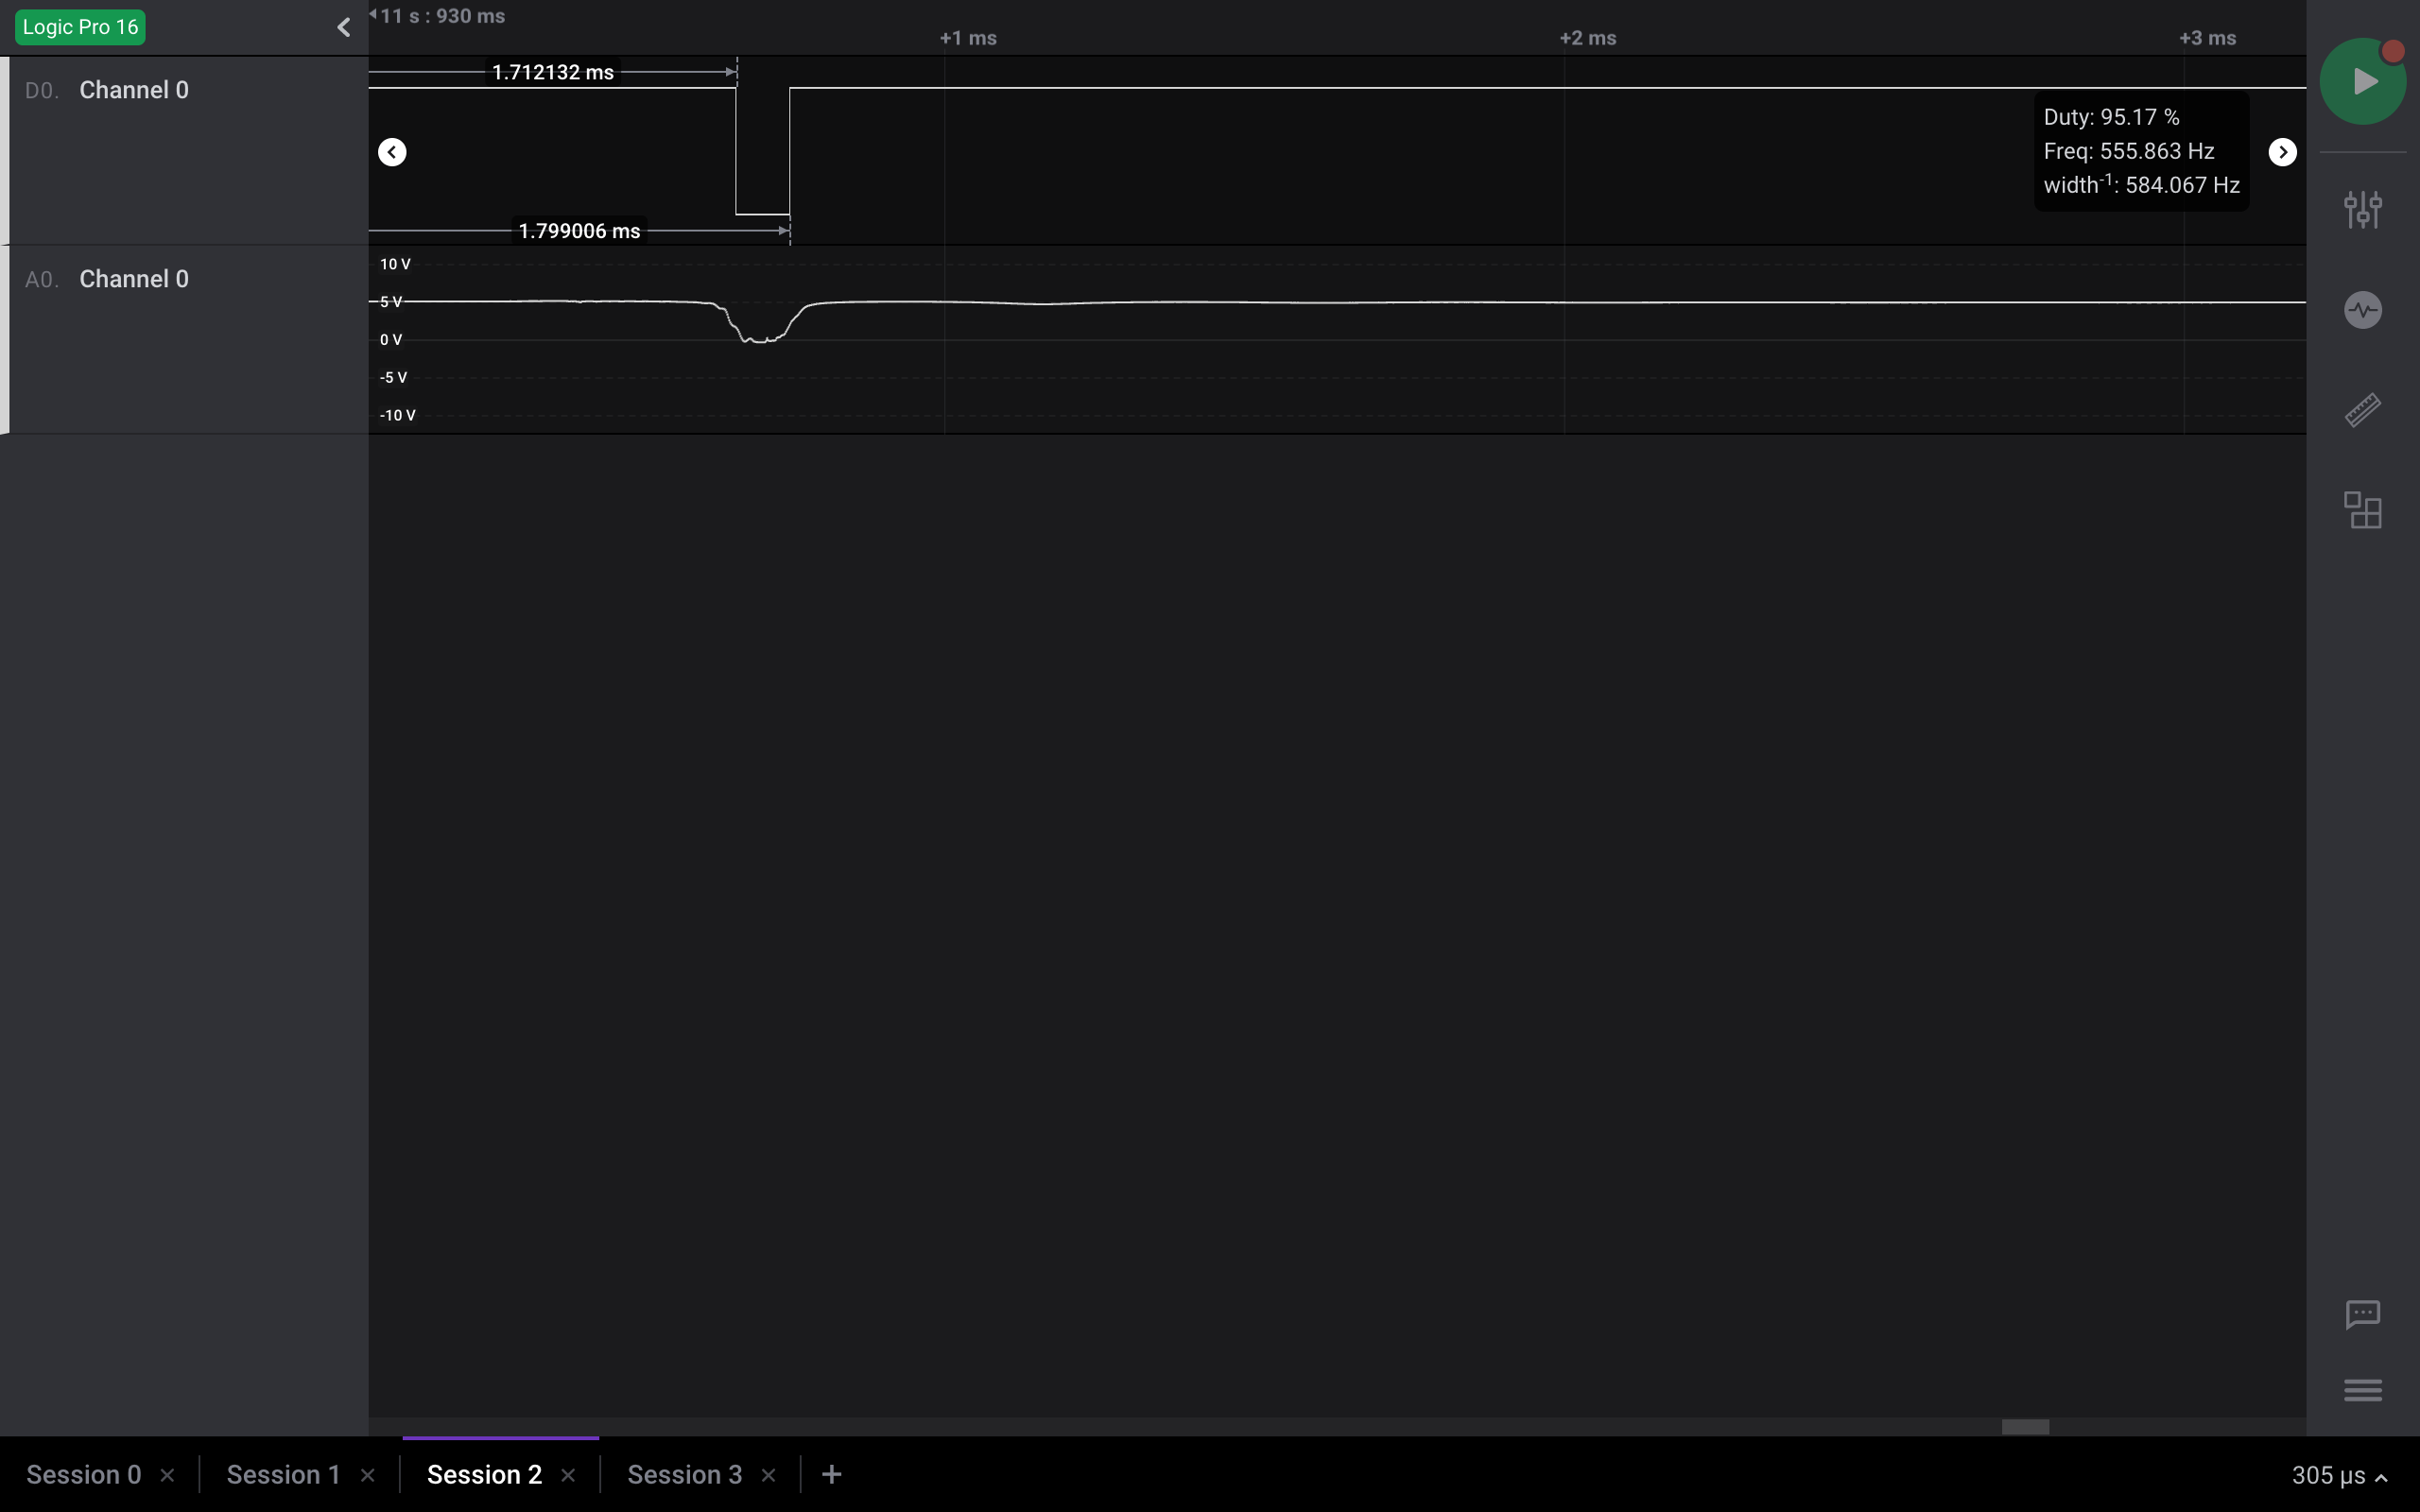 Logic Pro 16
11 s : 930 ms
+1 ms
+2 ms
+3 ms
D0. Channel 0
1.712132 ms
Duty: 95.17 %
Freq: 555.863 Hz
width-1: 584.067 Hz
1.799006 ms
A0. Channel 0
10 V
5 V
0 V
-5 V
-10 V
Session 0
Session 1
Session 2
Session 3
305 μs